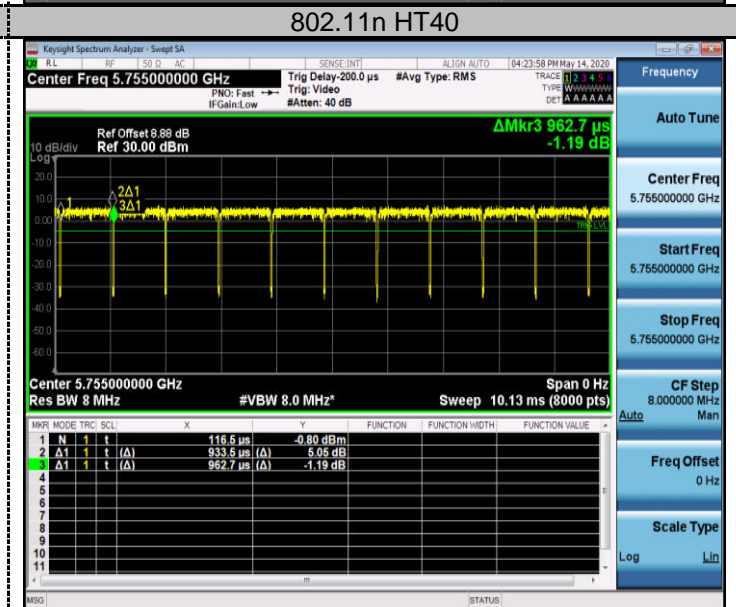 802.11n HT40
Keysight Spectrum Analyzer - Swept SA
RL RF 50 Ω AC SENSE:INT ALIGN AUTO 04:23:58 PM May 14, 2020
Center Freq 5.755000000 GHz
PNO: Fast
IFGain:Low
Trig Delay-200.0 µs
Trig: Video
#Atten: 40 dB
#Avg Type: RMS
TRACE 1 2 3 4 5 6
TYPE WWWWWW
DET A A A A A A
Frequency
Ref Offset 8.88 dB
10 dB/div Ref 30.00 dBm
Log
ΔMkr3 962.7 µs
-1.19 dB
20.0
10.0
0.00
-10.0
-20.0
-30.0
-40.0
-50.0
-60.0
1
2Δ1
3Δ1
TRIG LVL
Center 5.755000000 GHz Span 0 Hz
Res BW 8 MHz #VBW 8.0 MHz* Sweep 10.13 ms (8000 pts)
MKR MODE TRC SCL X Y FUNCTION FUNCTION WIDTH FUNCTION VALUE
1 N 1 t 116.5 µs -0.80 dBm
2 Δ1 1 t (Δ) 933.5 µs (Δ) 5.05 dB
3 Δ1 1 t (Δ) 962.7 µs (Δ) -1.19 dB
4
5
6
7
8
9
10
11
MSG STATUS
Auto Tune
Center Freq
5.755000000 GHz
Start Freq
5.755000000 GHz
Stop Freq
5.755000000 GHz
CF Step
8.000000 MHz
Auto Man
Freq Offset
0 Hz
Scale Type
Log Lin